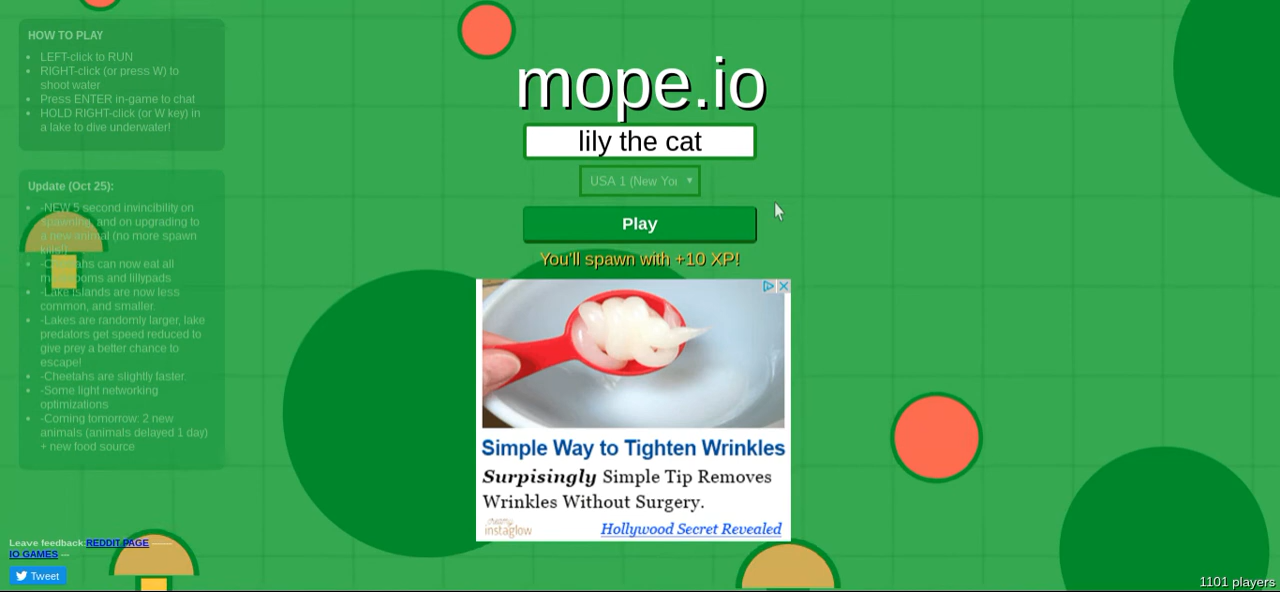 HOW TO PLAY
LEFT-click to RUN
RIGHT-click (or press W) to
shoot water
Press ENTER in-game to chat
HOLD RIGHT-click (or W key) in
a lake to dive underwater!
Update (Oct 25):
-NEW 5 second invincibility on
spawning, and on upgrading to
a new animal (no more spawn
kills!)
-Cheetahs can now eat all
mushrooms and lillypads
-Lake islands are now less
common, and smaller.
-Lakes are randomly larger, lake
predators get speed reduced to
give prey a better chance to
escape!
-Cheetahs are slightly faster.
-Some light networking
optimizations
-Coming tomorrow: 2 new
animals (animals delayed 1 day)
+ new food source
mope.io
lily the cat
USA 1 (New Yor
Play
You'll spawn with +10 XP!
Simple Way to Tighten Wrinkles
Surpisingly Simple Tip Removes
Wrinkles Without Surgery.
instaglow
Hollywood Secret Revealed
Leave feedback REDDIT PAGE ——
IO GAMES —
Tweet
1101 players